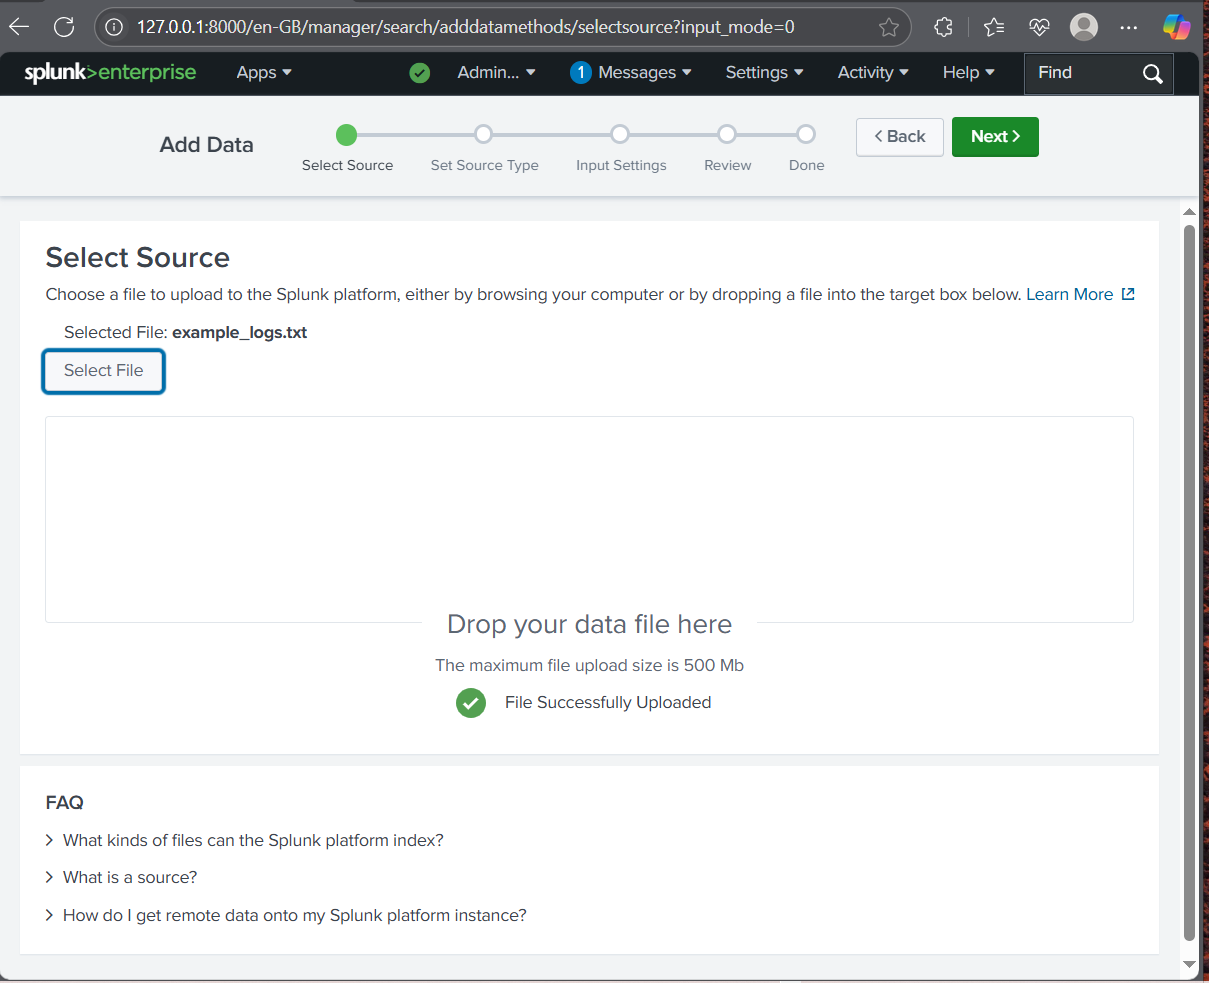 127.0.0.1:8000/en-GB/manager/search/adddatamethods/selectsource?input_mode=0
splunk>enterprise Apps Admin... 1 Messages Settings Activity Help Find
Add Data
Select Source Set Source Type Input Settings Review Done
Back Next
Select Source
Choose a file to upload to the Splunk platform, either by browsing your computer or by dropping a file into the target box below. Learn More
Selected File: example_logs.txt
Select File
Drop your data file here
The maximum file upload size is 500 Mb
File Successfully Uploaded
FAQ
What kinds of files can the Splunk platform index?
What is a source?
How do I get remote data onto my Splunk platform instance?